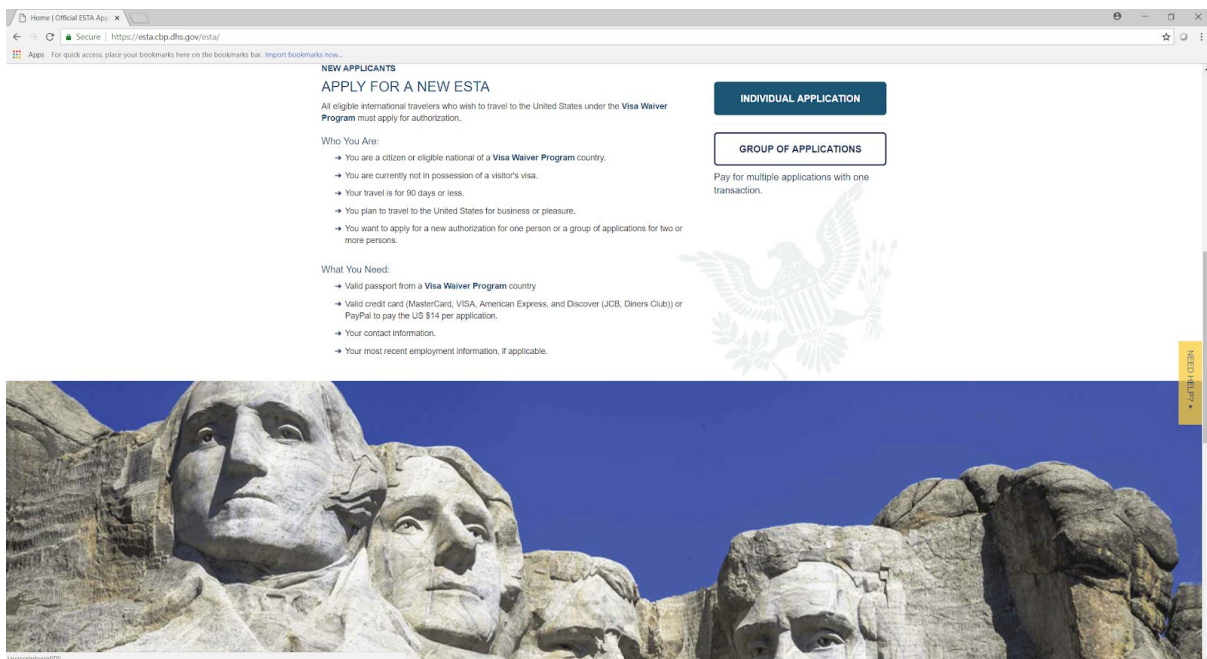 Home | Official ESTA App
Secure | https://esta.cbp.dhs.gov/esta/
Apps For quick access, place your bookmarks here on the bookmarks bar. Import bookmarks now...
NEW APPLICANTS
APPLY FOR A NEW ESTA
All eligible international travelers who wish to travel to the United States under the Visa Waiver
Program must apply for authorization.
Who You Are:
➔ You are a citizen or eligible national of a Visa Waiver Program country.
➔ You are currently not in possession of a visitor's visa.
➔ Your travel is for 90 days or less.
➔ You plan to travel to the United States for business or pleasure.
➔ You want to apply for a new authorization for one person or a group of applications for two or
more persons.
What You Need:
➔ Valid passport from a Visa Waiver Program country
➔ Valid credit card (MasterCard, VISA, American Express, and Discover (JCB, Diners Club)) or
PayPal to pay the US $14 per application.
➔ Your contact information.
➔ Your most recent employment information, if applicable.
INDIVIDUAL APPLICATION
GROUP OF APPLICATIONS
Pay for multiple applications with one
transaction.
NEED HELP?